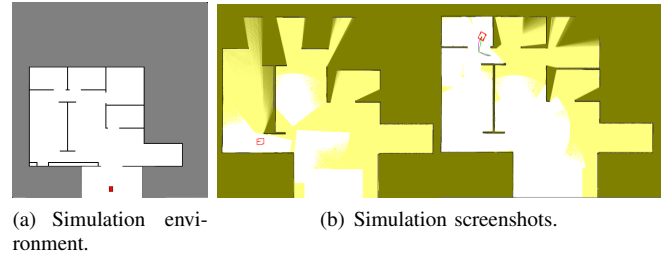 (a) Simulation envi-
ronment.
(b) Simulation screenshots.